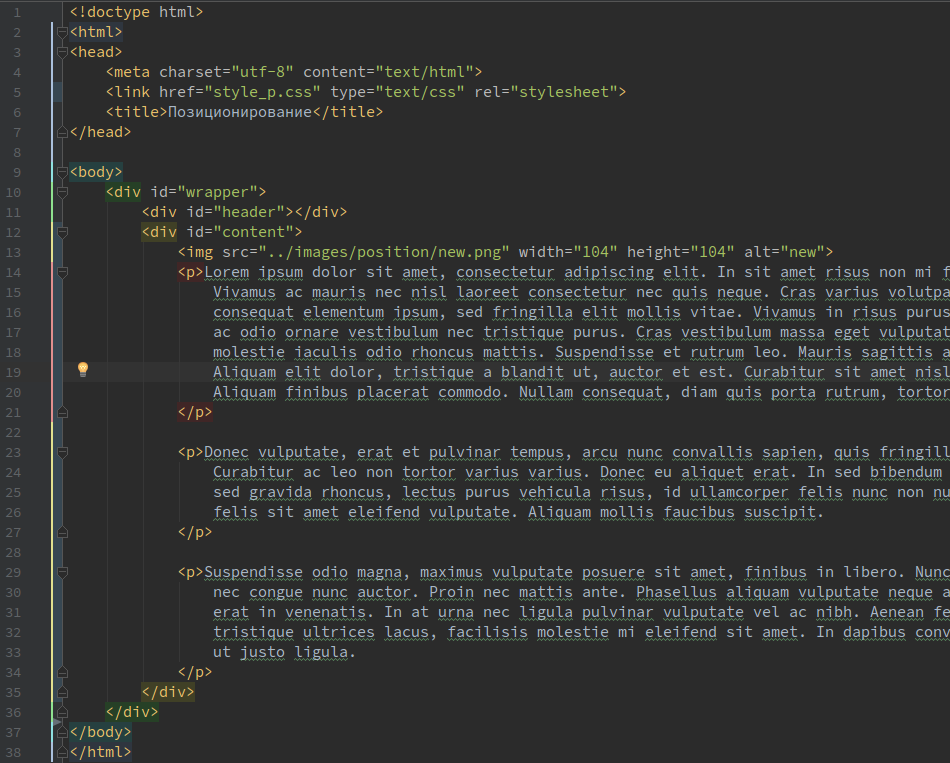 1 <!doctype html>
2 <html>
3 <head>
4 <meta charset="utf-8" content="text/html">
5 <link href="style_p.css" type="text/css" rel="stylesheet">
6 <title>Позиционирование</title>
7 </head>
8
9 <body>
10 <div id="wrapper">
11 <div id="header"></div>
12 <div id="content">
13 <img src="../images/position/new.png" width="104" height="104" alt="new">
14 <p>Lorem ipsum dolor sit amet, consectetur adipiscing elit. In sit amet risus non mi f
15 Vivamus ac mauris nec nisl laoreet consectetur nec quis neque. Cras varius volutpa
16 consequat elementum ipsum, sed fringilla elit mollis vitae. Vivamus in risus purus
17 ac odio ornare vestibulum nec tristique purus. Cras vestibulum massa eget vulputat
18 molestie iaculis odio rhoncus mattis. Suspendisse et rutrum leo. Mauris sagittis a
19 Aliquam elit dolor, tristique a blandit ut, auctor et est. Curabitur sit amet nisl
20 Aliquam finibus placerat commodo. Nullam consequat, diam quis porta rutrum, tortor
21 </p>
22
23 <p>Donec vulputate, erat et pulvinar tempus, arcu nunc convallis sapien, quis fringill
24 Curabitur ac leo non tortor varius varius. Donec eu aliquet erat. In sed bibendum
25 sed gravida rhoncus, lectus purus vehicula risus, id ullamcorper felis nunc non nu
26 felis sit amet eleifend vulputate. Aliquam mollis faucibus suscipit.
27 </p>
28
29 <p>Suspendisse odio magna, maximus vulputate posuere sit amet, finibus in libero. Nunc
30 nec congue nunc auctor. Proin nec mattis ante. Phasellus aliquam vulputate neque a
31 erat in venenatis. In at urna nec ligula pulvinar vulputate vel ac nibh. Aenean fe
32 tristique ultrices lacus, facilisis molestie mi eleifend sit amet. In dapibus conv
33 ut justo ligula.
34 </p>
35 </div>
36 </div>
37 </body>
38 </html>